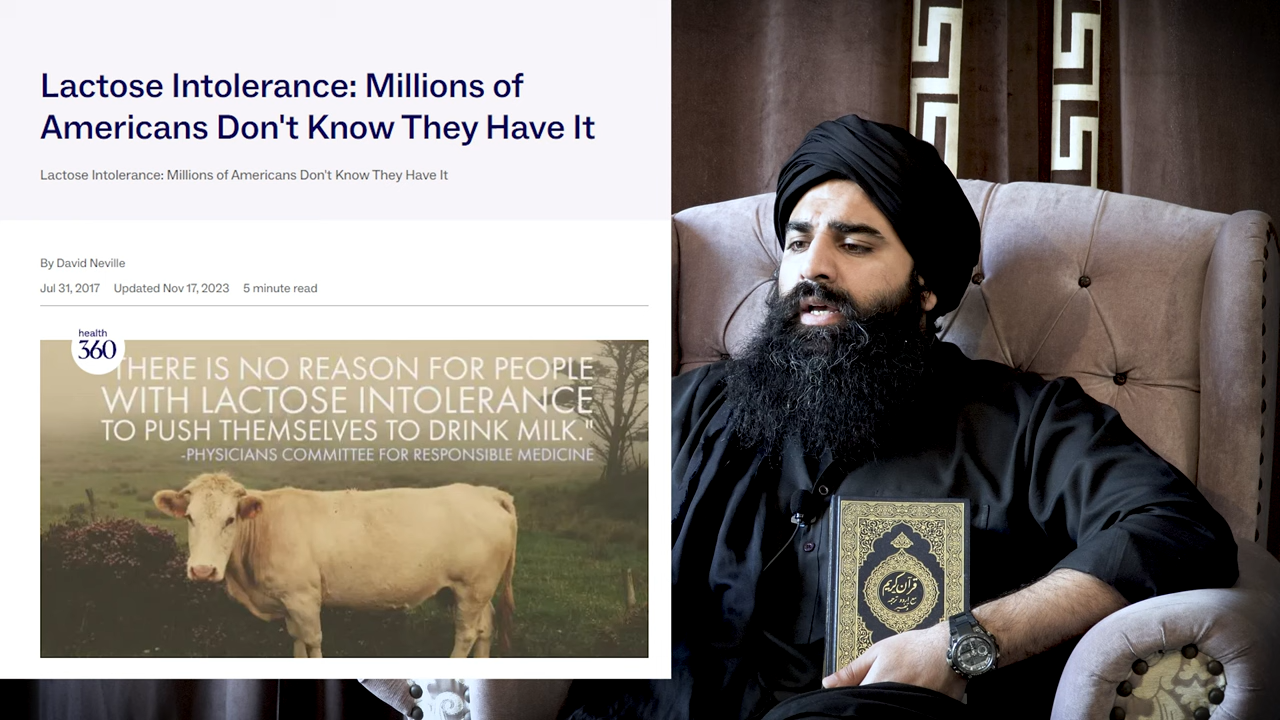 Lactose Intolerance: Millions of
Americans Don't Know They Have It
Lactose Intolerance: Millions of Americans Don't Know They Have It
By David Neville
Jul 31, 2017 Updated Nov 17, 2023 5 minute read
health
360
THERE IS NO REASON FOR PEOPLE
WITH LACTOSE INTOLERANCE
TO PUSH THEMSELVES TO DRINK MILK."
-PHYSICIANS COMMITTEE FOR RESPONSIBLE MEDICINE
قرآن کریم
مع اردو ترجمہ